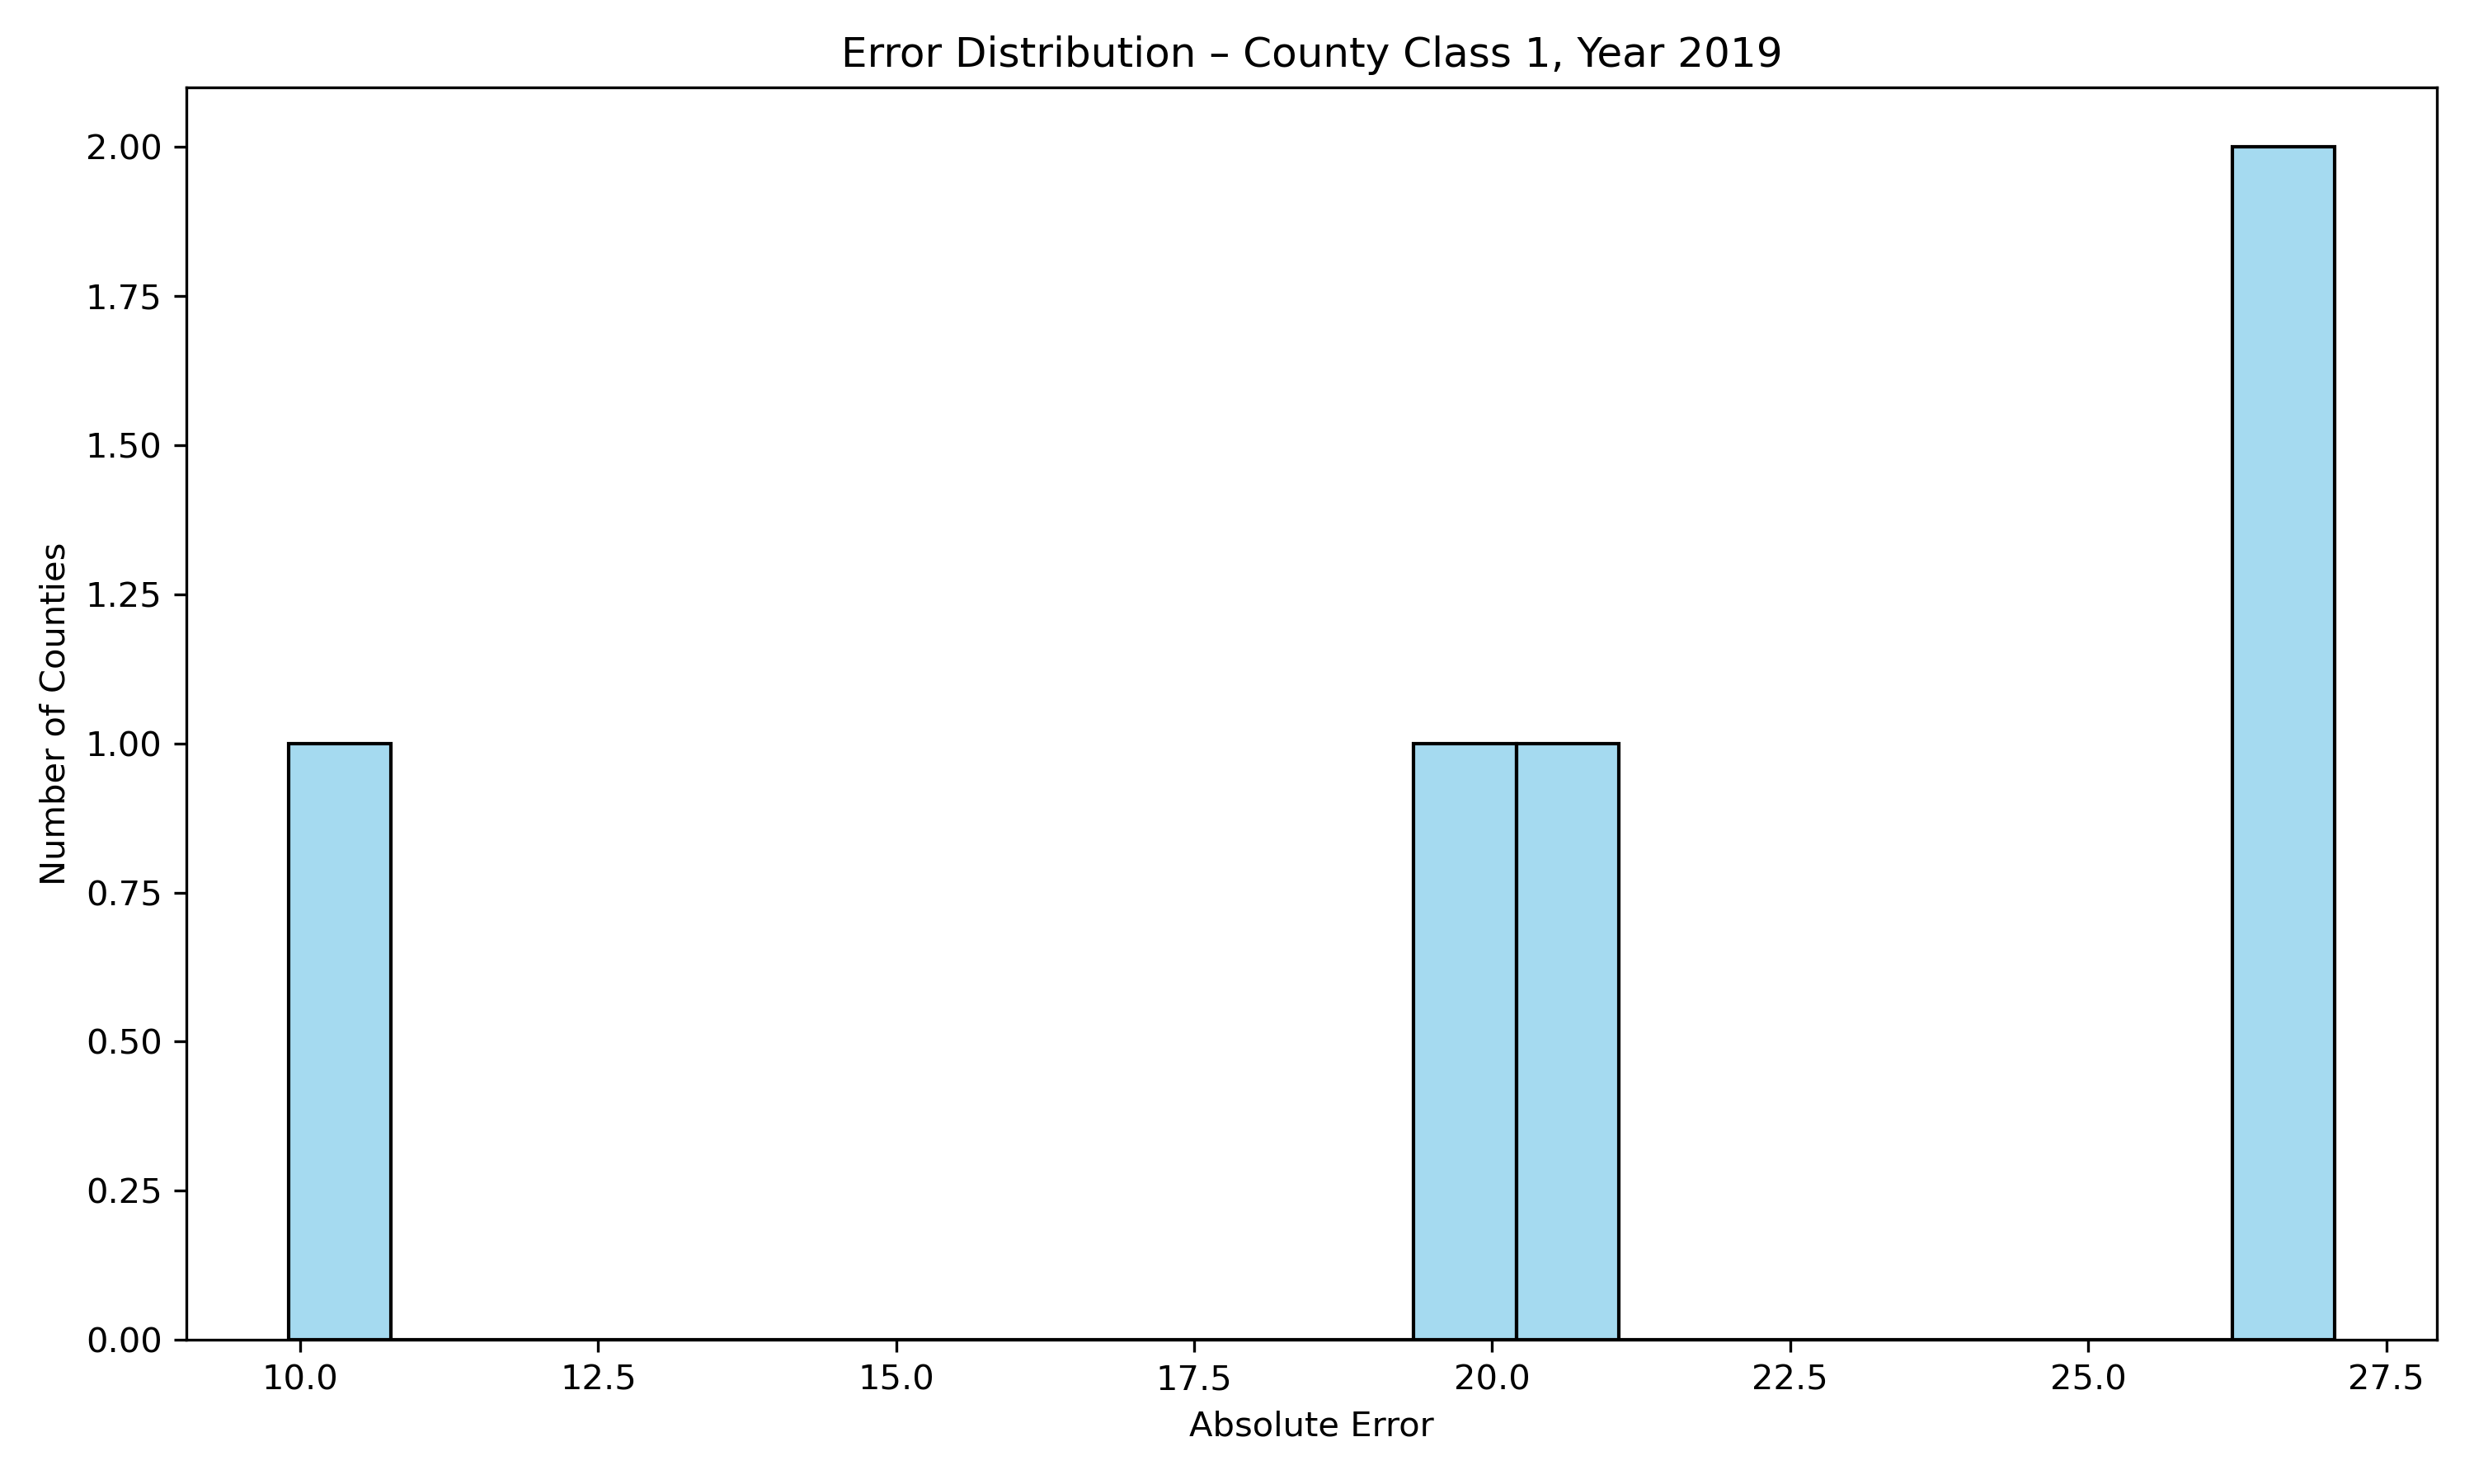 Error Distribution – County Class 1, Year 2019
2.00
1.75
1.50
1.25
1.00
0.75
0.50
0.25
0.00
Number of Counties
10.0 12.5 15.0 17.5 20.0 22.5 25.0 27.5
Absolute Error